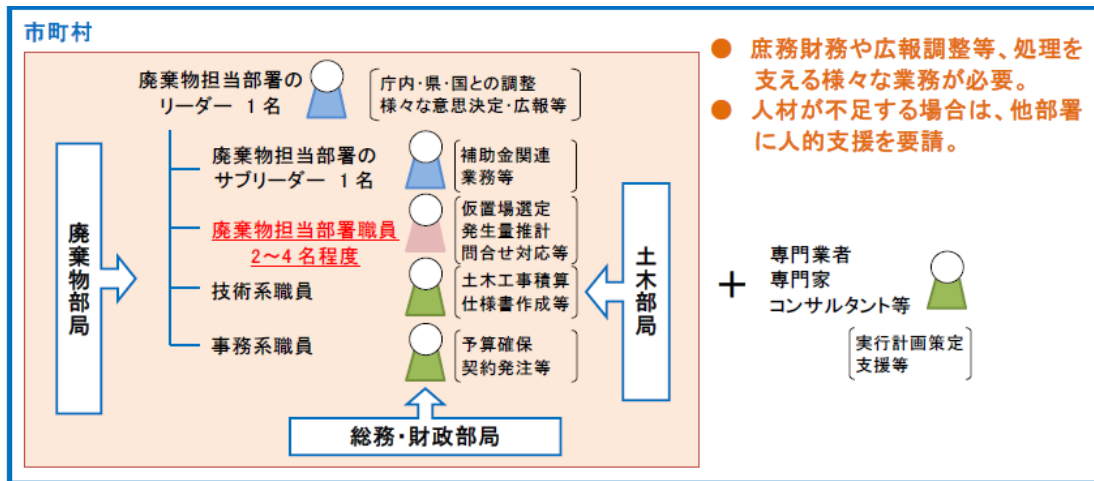 市町村
● 庶務財務や広報調整等、処理を
支える様々な業務が必要。
● 人材が不足する場合は、他部署
に人的支援を要請。
廃棄物担当部署の
リーダー 1名
庁内・県・国との調整
様々な意思決定・広報等
廃棄物担当部署の
サブリーダー 1名
補助金関連
業務等
廃棄物担当部署職員
2~4名程度
仮置場選定
発生量推計
問合せ対応等
技術系職員
土木工事積算
仕様書作成等
事務系職員
予算確保
契約発注等
廃棄物部局
土木部局
総務・財政部局
+
専門業者
専門家
コンサルタント等
実行計画策定
支援等